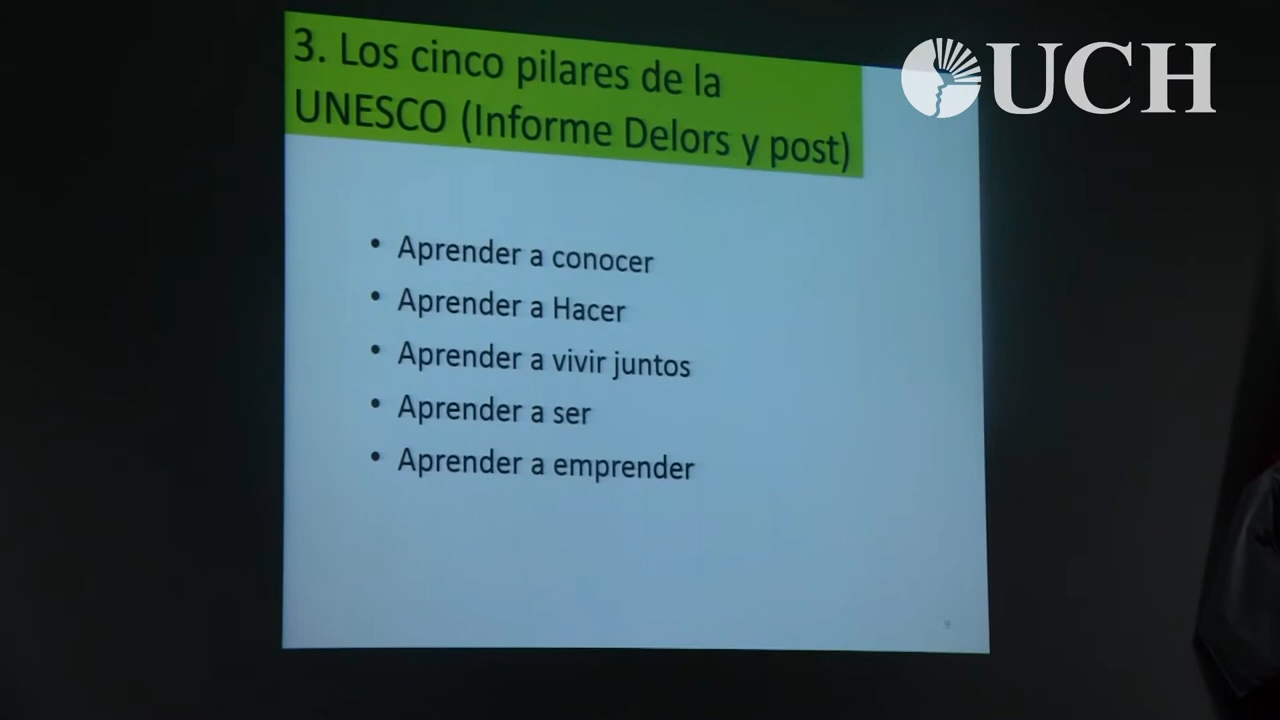 3. Los cinco pilares de la
UNESCO (Informe Delors y post)
UCH
• Aprender a conocer
• Aprender a Hacer
• Aprender a vivir juntos
• Aprender a ser
• Aprender a emprender
9